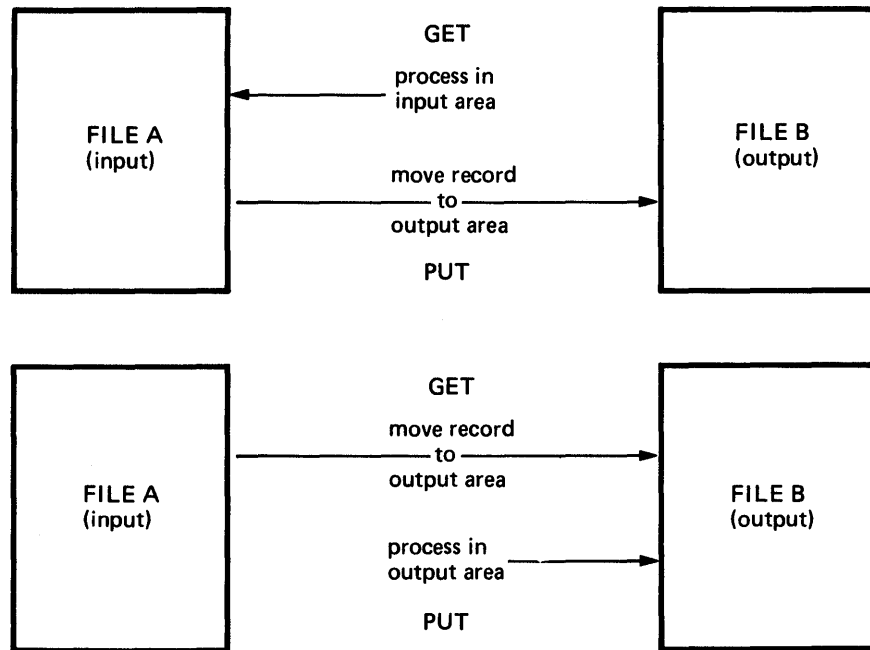 GET
process in
input area
FILE A
(input)
FILE B
(output)
move record
to
output area
PUT
GET
move record
to
output area
FILE A
(input)
FILE B
(output)
process in
output area
PUT